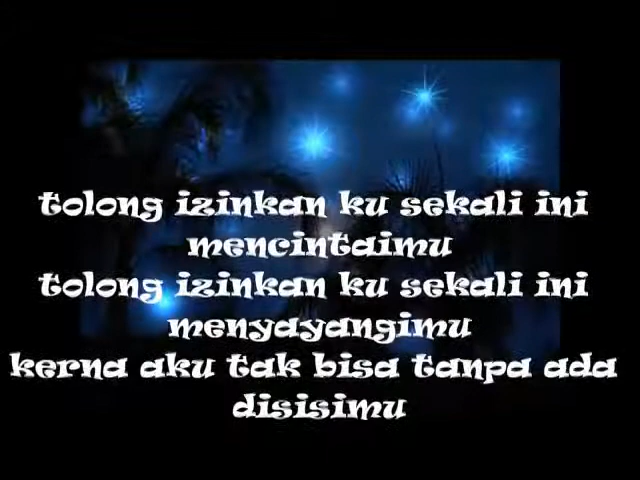 tolong izinkan ku sekali ini
mencintaimu
tolong izinkan ku sekali ini
menyayangimu
kerna aku tak bisa tanpa ada
disisimu